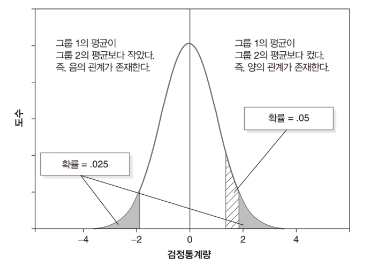 그룹 1의 평균이
그룹 2의 평균보다 작았다.
즉, 음의 관계가 존재한다.
그룹 1의 평균이
그룹 2의 평균보다 컸다.
즉, 양의 관계가 존재한다.
도수
확률 = .05
확률 = .025
-4
-2
0
2
4
검정통계량